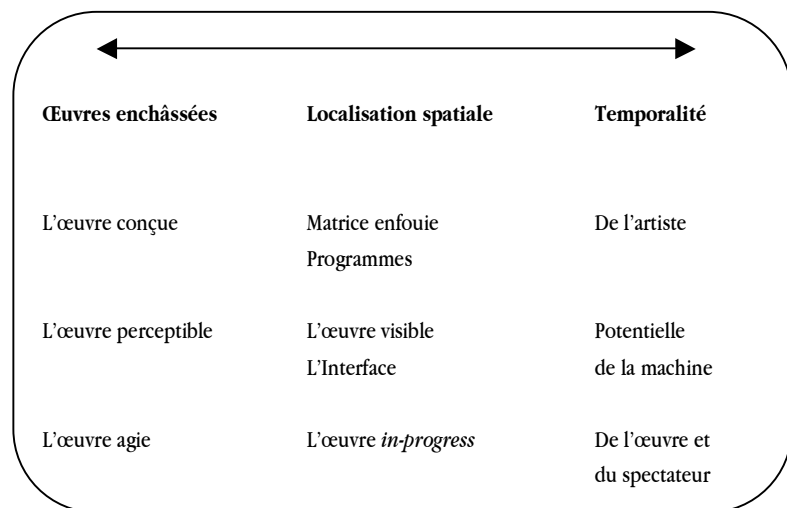 Œuvres enchâssées Localisation spatiale Temporalité
L’œuvre conçue Matrice enfouie De l’artiste
Programmes
L’œuvre perceptible L’œuvre visible Potentielle
L’Interface de la machine
L’œuvre agie L’œuvre in-progress De l’œuvre et
du spectateur